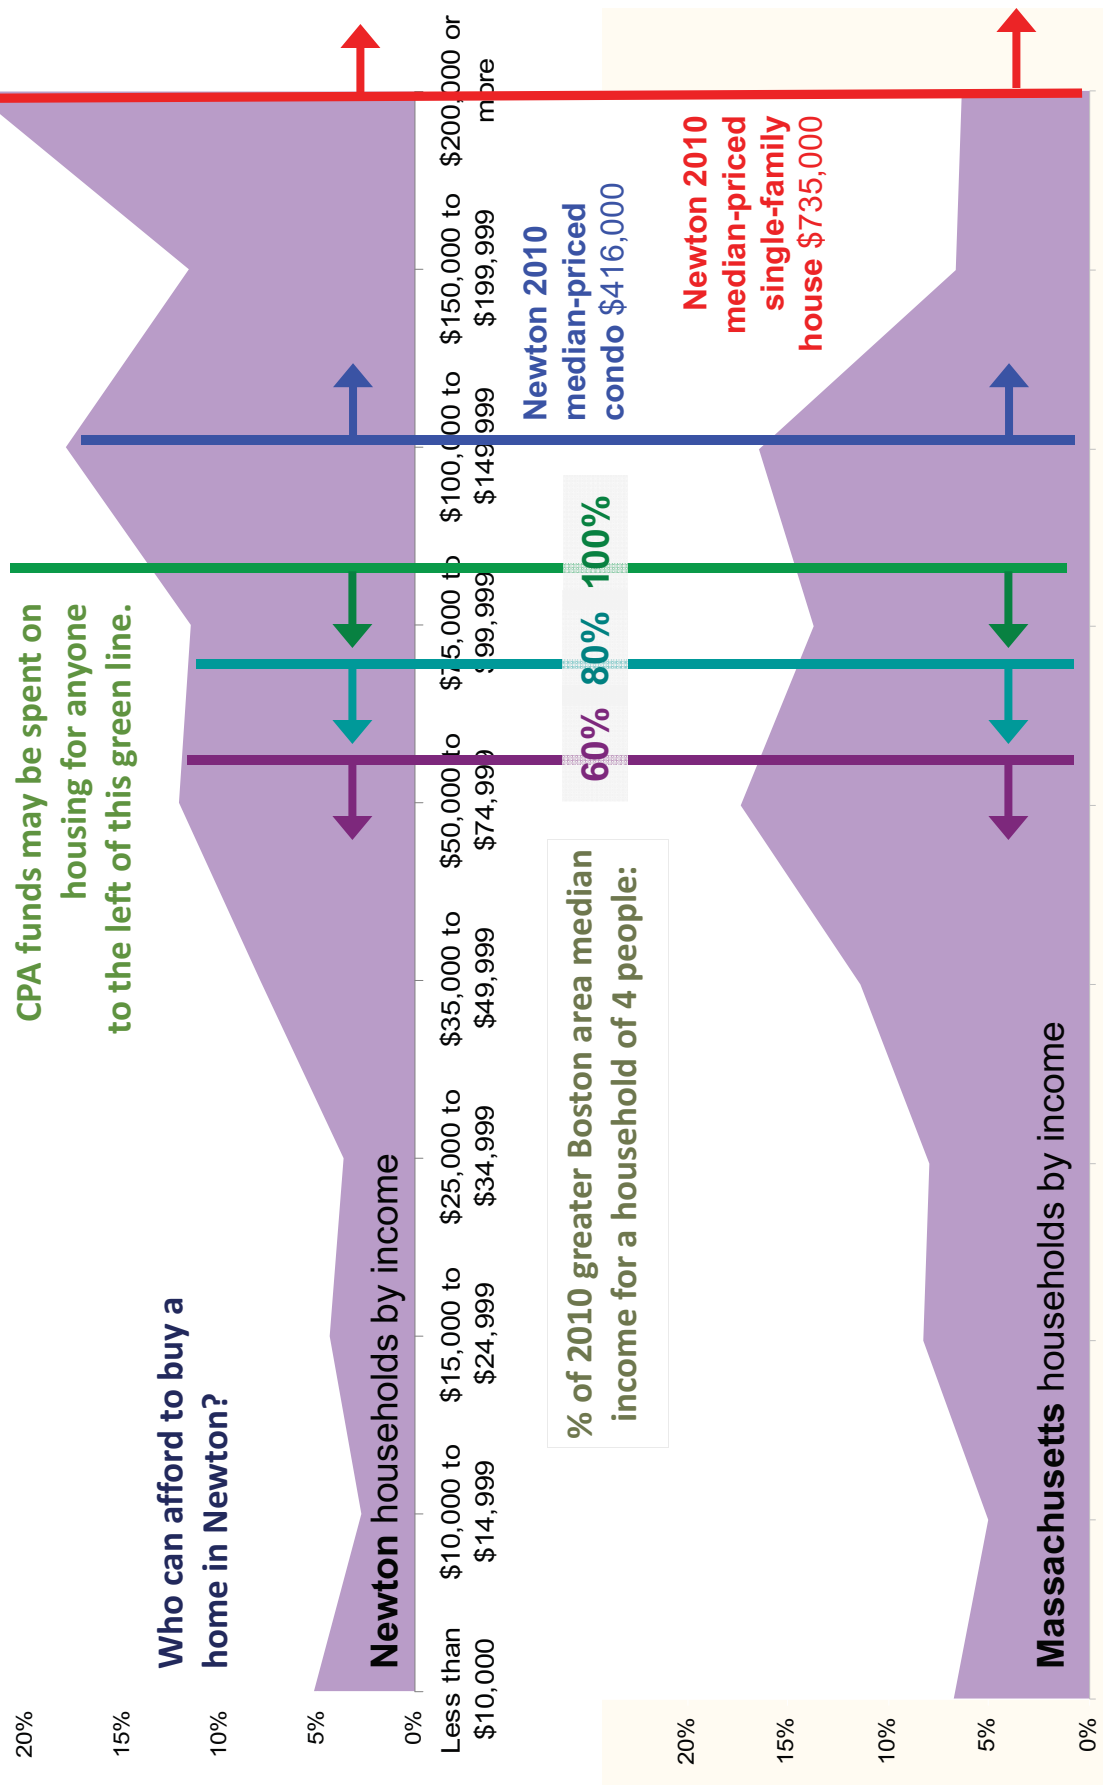 20%
15%
10%
5%
0%
CPA funds may be spent on
housing for anyone
to the left of this green line.
Who can afford to buy a
home in Newton?
Newton households by income
Less than
$10,000
$10,000 to
$14,999
$15,000 to
$24,999
$25,000 to
$34,999
$35,000 to
$49,999
$50,000 to
$74,999
$75,000 to
$99,999
$100,000 to
$149,999
$150,000 to
$199,999
$200,000 or
more
% of 2010 greater Boston area median
income for a household of 4 people:
60% 80% 100%
Newton 2010
median-priced
condo $416,000
Newton 2010
median-priced
single-family
house $735,000
20%
15%
10%
5%
0%
Massachusetts households by income